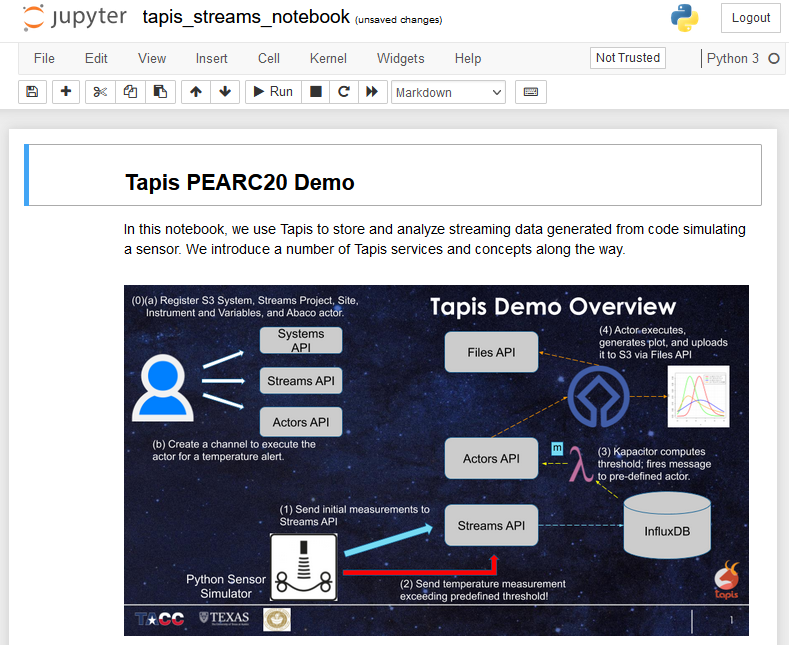 jupyter tapis_streams_notebook (unsaved changes)
Logout
File Edit View Insert Cell Kernel Widgets Help Not Trusted Python 3
Run Markdown
Tapis PEARC20 Demo
In this notebook, we use Tapis to store and analyze streaming data generated from code simulating
a sensor. We introduce a number of Tapis services and concepts along the way.
(0)(a) Register S3 System, Streams Project, Site,
Instrument and Variables, and Abaco actor.
Tapis Demo Overview
Systems
API
Streams API
Actors API
(b) Create a channel to execute the
actor for a temperature alert.
Files API
(4) Actor executes,
generates plot, and uploads
it to S3 via Files API
Actors API
m
λ
(3) Kapacitor computes
threshold; fires message
to pre-defined actor.
(1) Send initial measurements to
Streams API
Streams API
InfluxDB
Python Sensor
Simulator
(2) Send temperature measurement
exceeding predefined threshold!
tapis
TACC
TEXAS
1